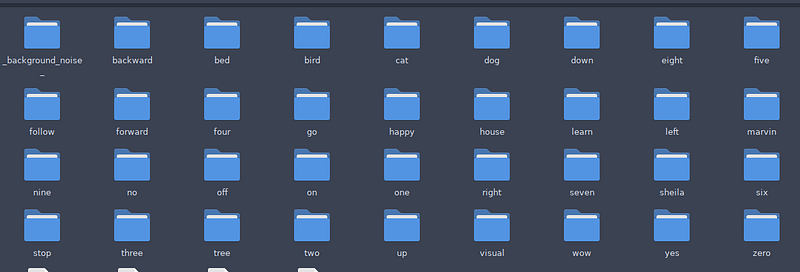 _background_noise_ backward bed bird cat dog down eight five
follow forward four go happy house learn left marvin
nine no off on one right seven sheila six
stop three tree two up visual wow yes zero